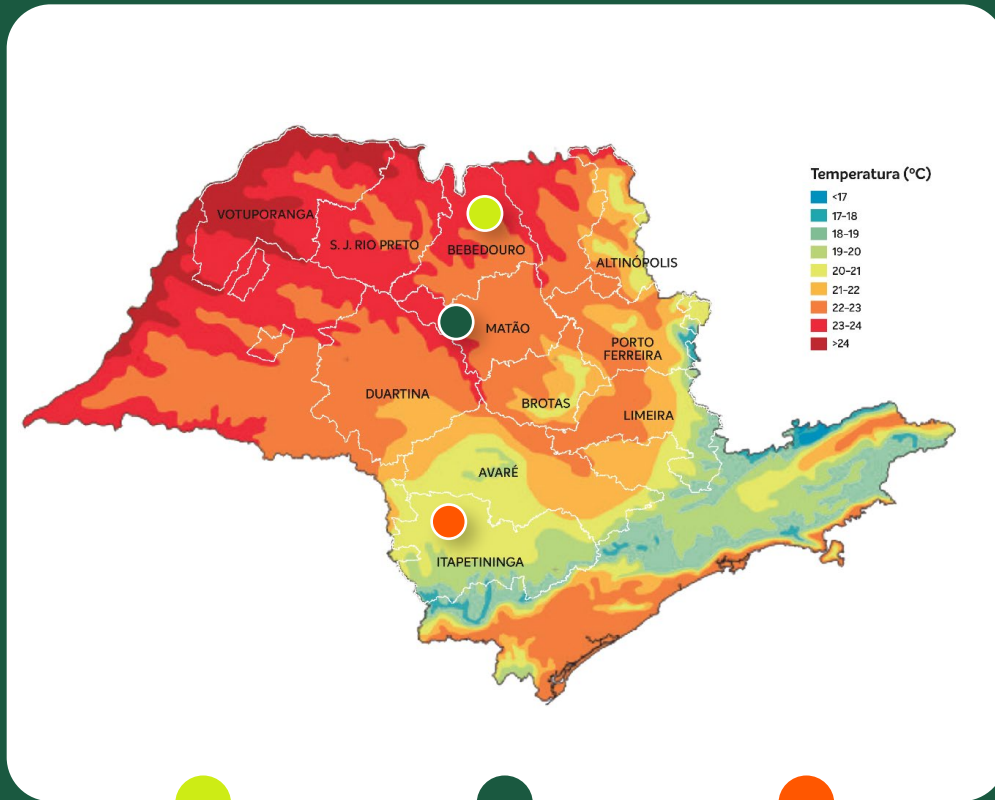 Temperatura (ºC)
<17
17-18
18-19
19-20
20-21
21-22
22-23
23-24
>24
VOTUPORANGA
S. J. RIO PRETO
BEBEDOURO
ALTINÓPOLIS
MATÃO
PORTO
FERREIRA
DUARTINA
BROTAS
LIMEIRA
AVARÉ
ITAPETININGA